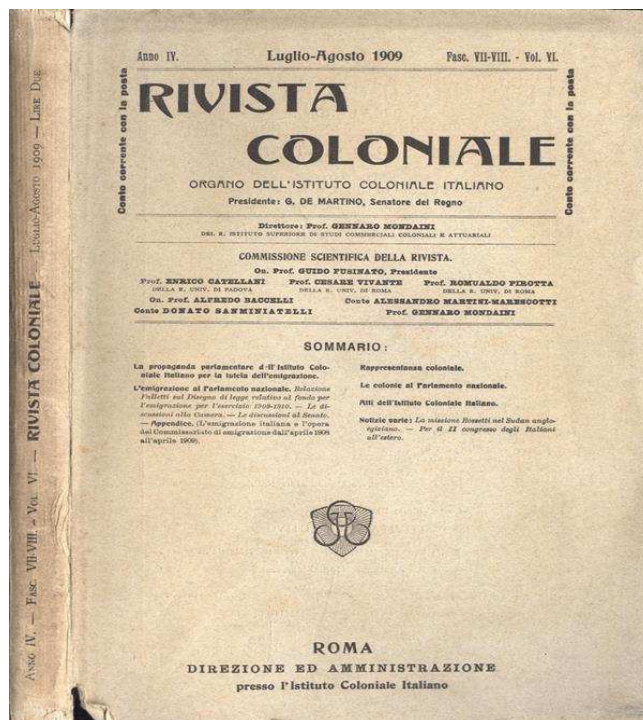 ANNO IV. — FASC. VII-VIII. - VOL. VI. — RIVISTA COLONIALE — LUGLIO-AGOSTO 1909 — LIRE DUE
Anno IV. Luglio-Agosto 1909 Fasc. VII-VIII. - Vol. VI.
Conto corrente con la posta
RIVISTA
COLONIALE
Conto corrente con la posta
ORGANO DELL'ISTITUTO COLONIALE ITALIANO
Presidente: G. DE MARTINO, Senatore del Regno
Direttore: Prof. GENNARO MONDAINI
DEL R. ISTITUTO SUPERIORE DI STUDI COMMERCIALI COLONIALI E ATTUARIALI
COMMISSIONE SCIENTIFICA DELLA RIVISTA.
On. Prof. GUIDO FUSINATO, Presidente
Prof. ENRICO CATELLANI Prof. CESARE VIVANTE Prof. ROMUALDO PIROTTA
DELLA R. UNIV. DI PADOVA DELLA R. UNIV. DI ROMA DELLA R. UNIV. DI ROMA
On. Prof. ALFREDO BACCELLI Conte ALESSANDRO MARTINI-MARESCOTTI
Conte DONATO SANMINIATELLI Prof. GENNARO MONDAINI
SOMMARIO:
La propaganda parlamentare dell'Istituto Colo-
niale Italiano per la tutela dell'emigrazione.
L'emigrazione al Parlamento nazionale. Relazione
Falletti sul Disegno di legge relativo al fondo per
l'emigrazione per l'esercizio 1909-1910. — Le di-
scussioni alla Camera. — Le discussioni al Senato.
— Appendice. (L'emigrazione italiana e l'opera
del Commissariato di emigrazione dall'aprile 1908
all'aprile 1909).
Rappresentanza coloniale.
Le colonie al Parlamento nazionale.
Atti dell'Istituto Coloniale Italiano.
Notizie varie: La missione Rossetti nel Sudan anglo-
egiziano. — Per il II congresso degli Italiani
all'estero.
ROMA
DIREZIONE ED AMMINISTRAZIONE
presso l'Istituto Coloniale Italiano